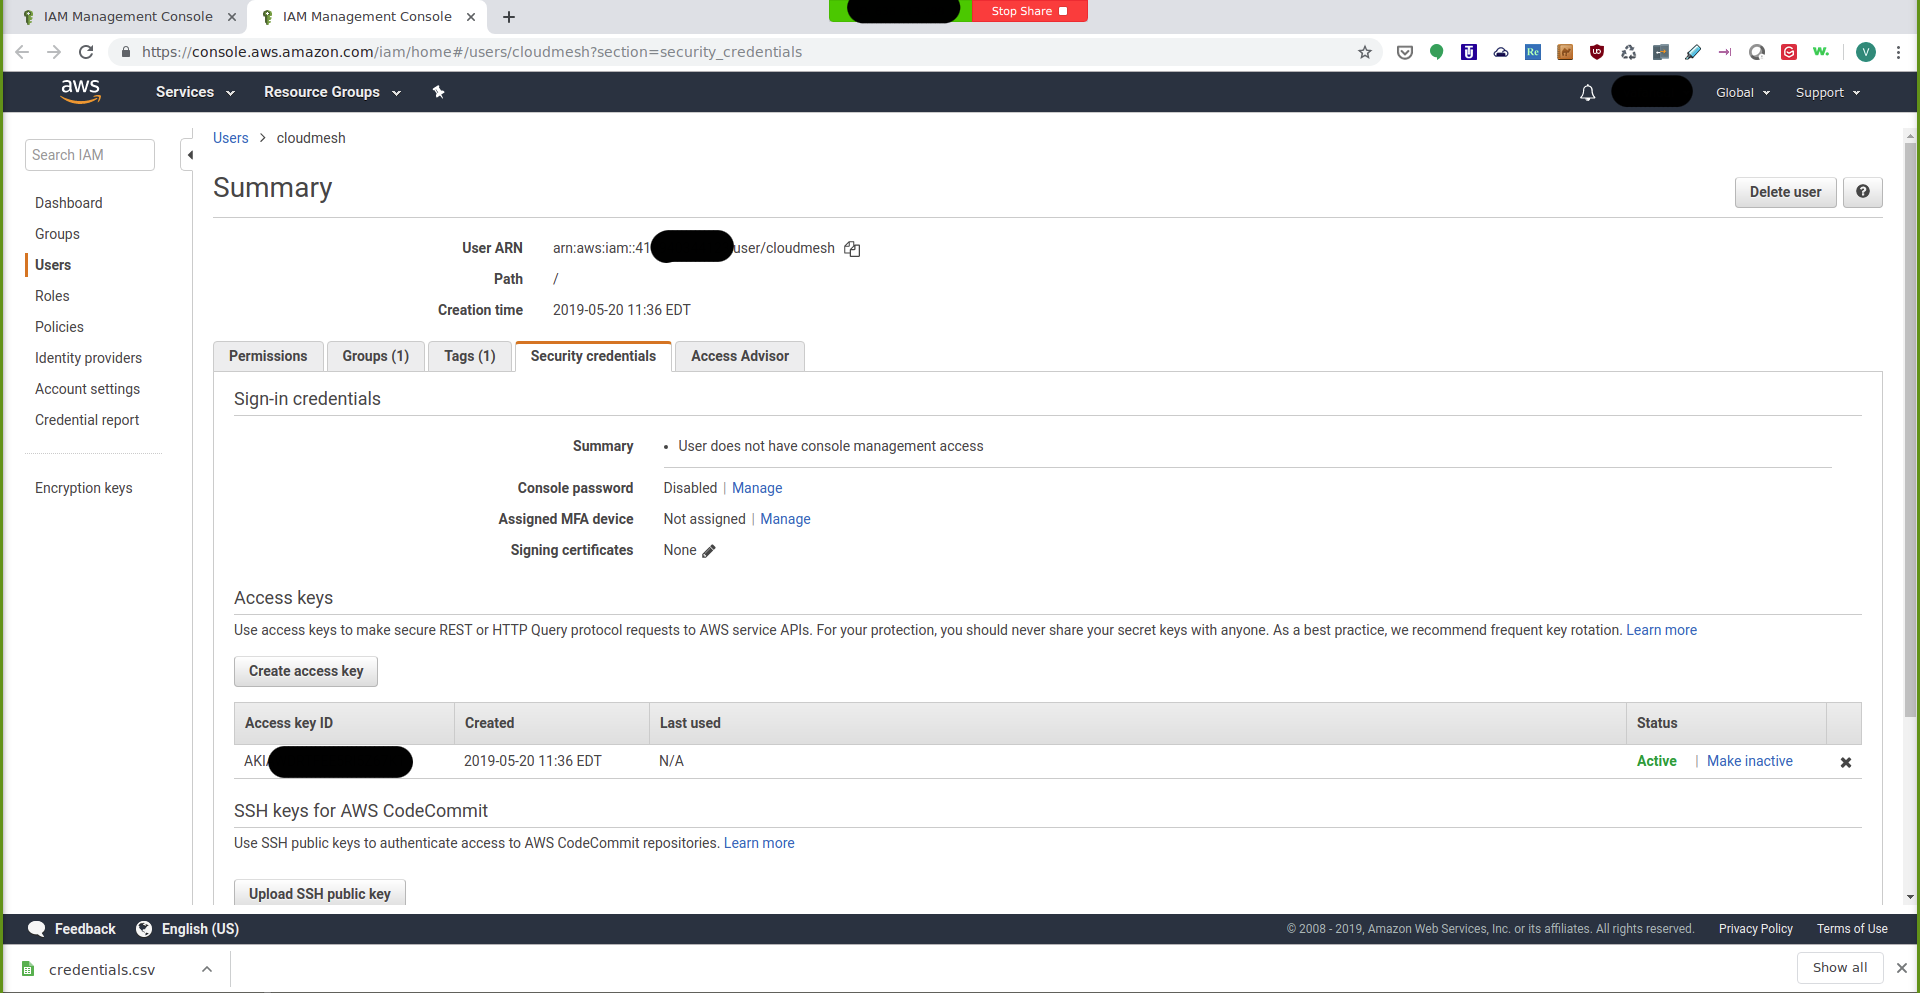 IAM Management Console
IAM Management Console
Stop Share
https://console.aws.amazon.com/iam/home#/users/cloudmesh?section=security_credentials
Re
V
aws
Services
Resource Groups
Global
Support
Search IAM
Dashboard
Groups
Users
Roles
Policies
Identity providers
Account settings
Credential report
Encryption keys
Users > cloudmesh
Summary
Delete user
User ARN arn:aws:iam::41 user/cloudmesh
Path /
Creation time 2019-05-20 11:36 EDT
Permissions
Groups (1)
Tags (1)
Security credentials
Access Advisor
Sign-in credentials
Summary • User does not have console management access
Console password Disabled | Manage
Assigned MFA device Not assigned | Manage
Signing certificates None
Access keys
Use access keys to make secure REST or HTTP Query protocol requests to AWS service APIs. For your protection, you should never share your secret keys with anyone. As a best practice, we recommend frequent key rotation. Learn more
Create access key
Access key ID Created Last used Status
AKI 2019-05-20 11:36 EDT N/A Active | Make inactive
SSH keys for AWS CodeCommit
Use SSH public keys to authenticate access to AWS CodeCommit repositories. Learn more
Upload SSH public key
Feedback
English (US)
© 2008 - 2019, Amazon Web Services, Inc. or its affiliates. All rights reserved.
Privacy Policy
Terms of Use
credentials.csv
Show all